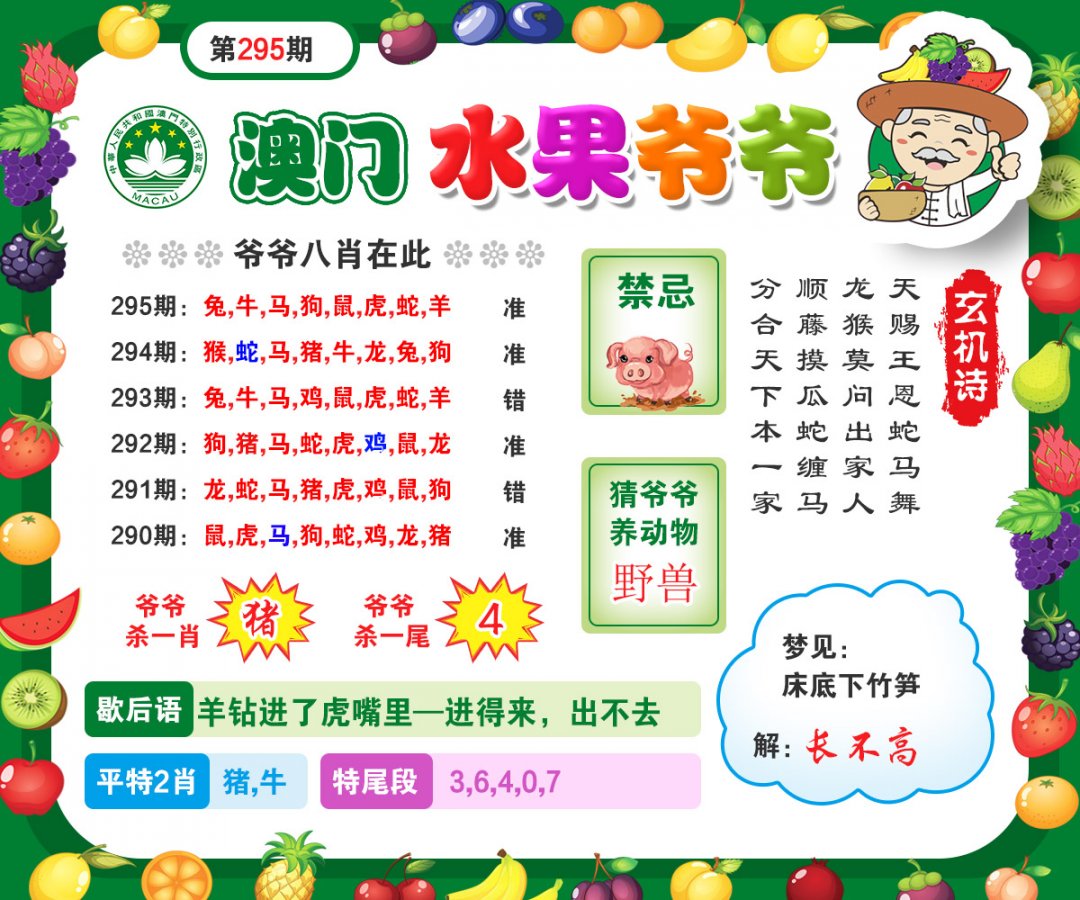 第295期
中華人民共和國澳門特別行政區
MACAU
澳门 水果爷爷
爷爷八肖在此
295期：兔,牛,马,狗,鼠,虎,蛇,羊 准
294期：猴,蛇,马,猪,牛,龙,兔,狗 准
293期：兔,牛,马,鸡,鼠,虎,蛇,羊 错
292期：狗,猪,马,蛇,虎,鸡,鼠,龙 准
291期：龙,蛇,马,猪,虎,鸡,鼠,狗 错
290期：鼠,虎,马,狗,蛇,鸡,龙,猪 准
禁忌
猜爷爷
养动物
野兽
玄机诗
天赐王恩蛇马舞
龙猴莫问出家人
顺藤摸瓜蛇缠马
分合天下本一家
爷爷
杀一肖
猪
爷爷
杀一尾
4
歇后语 羊钻进了虎嘴里—进得来，出不去
平特2肖 猪,牛
特尾段 3,6,4,0,7
梦见：
床底下竹笋
解：长不高